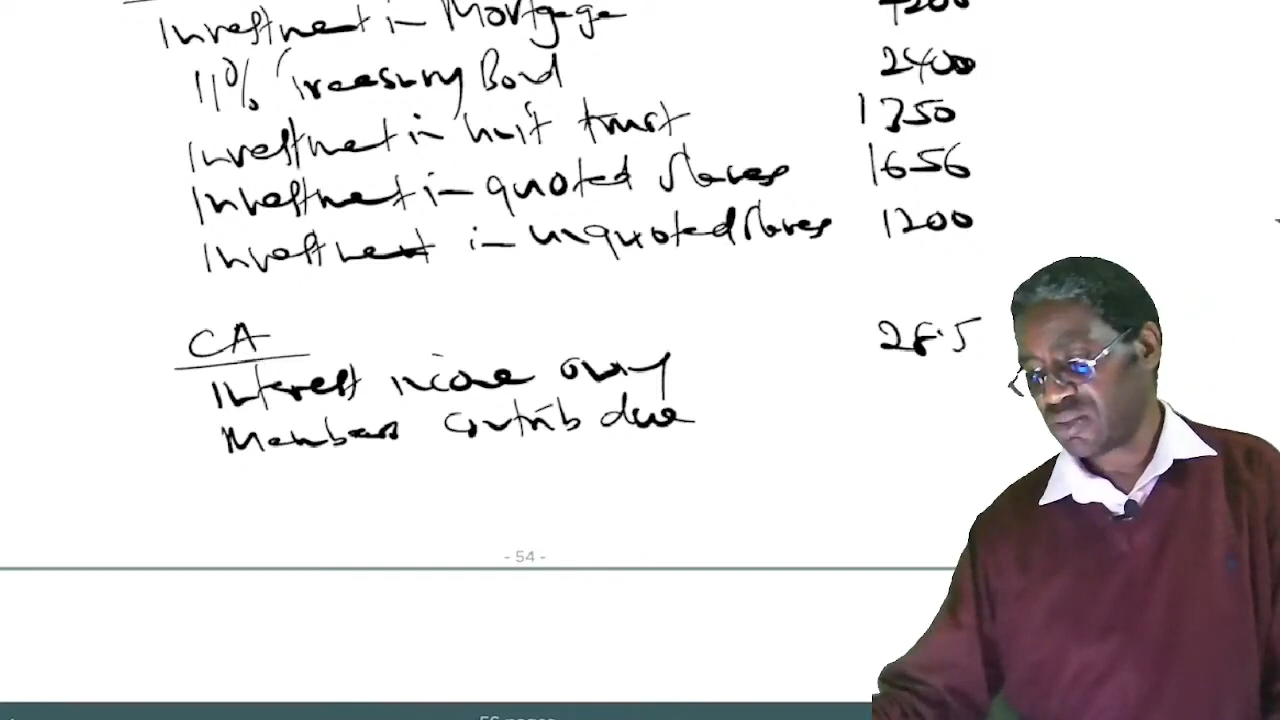 Investment in Mortgage
11% Treasury Bond 2400
Investment in unit trust 1350
Investment in quoted shares 1656
Investment in unquoted shares 1200
CA
Interest income owing 28.5
Members contrib due
- 54 -